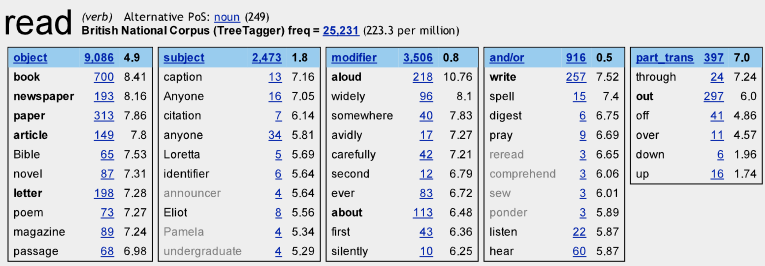 read (verb) Alternative PoS: noun (249)
British National Corpus (TreeTagger) freq = 25,231 (223.3 per million)
object 9,086 4.9
book 700 8.41
newspaper 193 8.16
paper 313 7.86
article 149 7.8
Bible 65 7.53
novel 87 7.31
letter 198 7.28
poem 73 7.27
magazine 89 7.24
passage 68 6.98
subject 2,473 1.8
caption 13 7.16
Anyone 16 7.05
citation 7 6.14
anyone 34 5.81
Loretta 5 5.69
identifier 6 5.64
announcer 4 5.64
Eliot 8 5.56
Pamela 4 5.34
undergraduate 4 5.29
modifier 3,506 0.8
aloud 218 10.76
widely 96 8.1
somewhere 40 7.83
avidly 17 7.27
carefully 42 7.21
second 12 6.79
ever 83 6.72
about 113 6.48
first 43 6.36
silently 10 6.25
and/or 916 0.5
write 257 7.52
spell 15 7.4
digest 6 6.75
pray 9 6.69
reread 3 6.65
comprehend 3 6.06
sew 3 6.01
ponder 3 5.89
listen 22 5.87
hear 60 5.87
part_trans 397 7.0
through 24 7.24
out 297 6.0
off 41 4.86
over 11 4.57
down 6 1.96
up 16 1.74